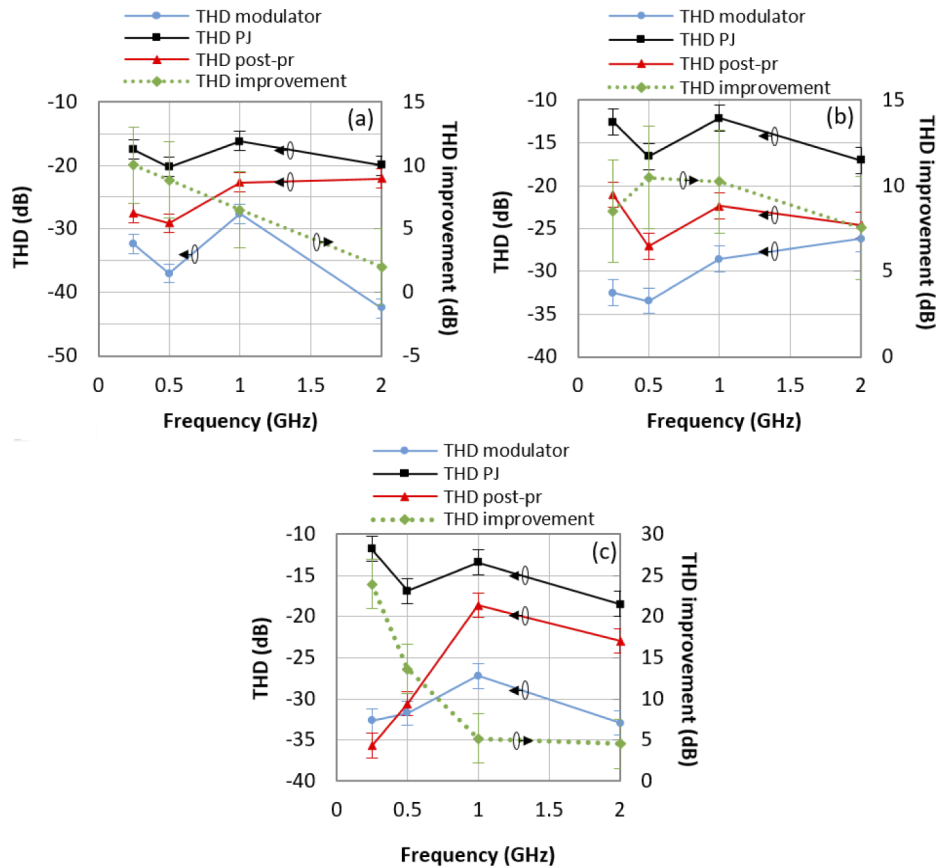 THD modulator
THD PJ
THD post-pr
THD improvement
(a)
-10
-20
-30
-40
-50
THD (dB)
15
10
5
0
-5
THD improvement
(dB)
0
0.5
1
1.5
2
Frequency (GHz)
THD modulator
THD PJ
THD post-pr
THD improvement
(b)
-10
-15
-20
-25
-30
-35
-40
THD (dB)
15
10
5
0
THD improvement
(dB)
0
0.5
1
1.5
2
Frequency (GHz)
THD modulator
THD PJ
THD post-pr
THD improvement
(c)
-10
-15
-20
-25
-30
-35
-40
THD (dB)
30
25
20
15
10
5
0
THD improvement
(dB)
0
0.5
1
1.5
2
Frequency (GHz)